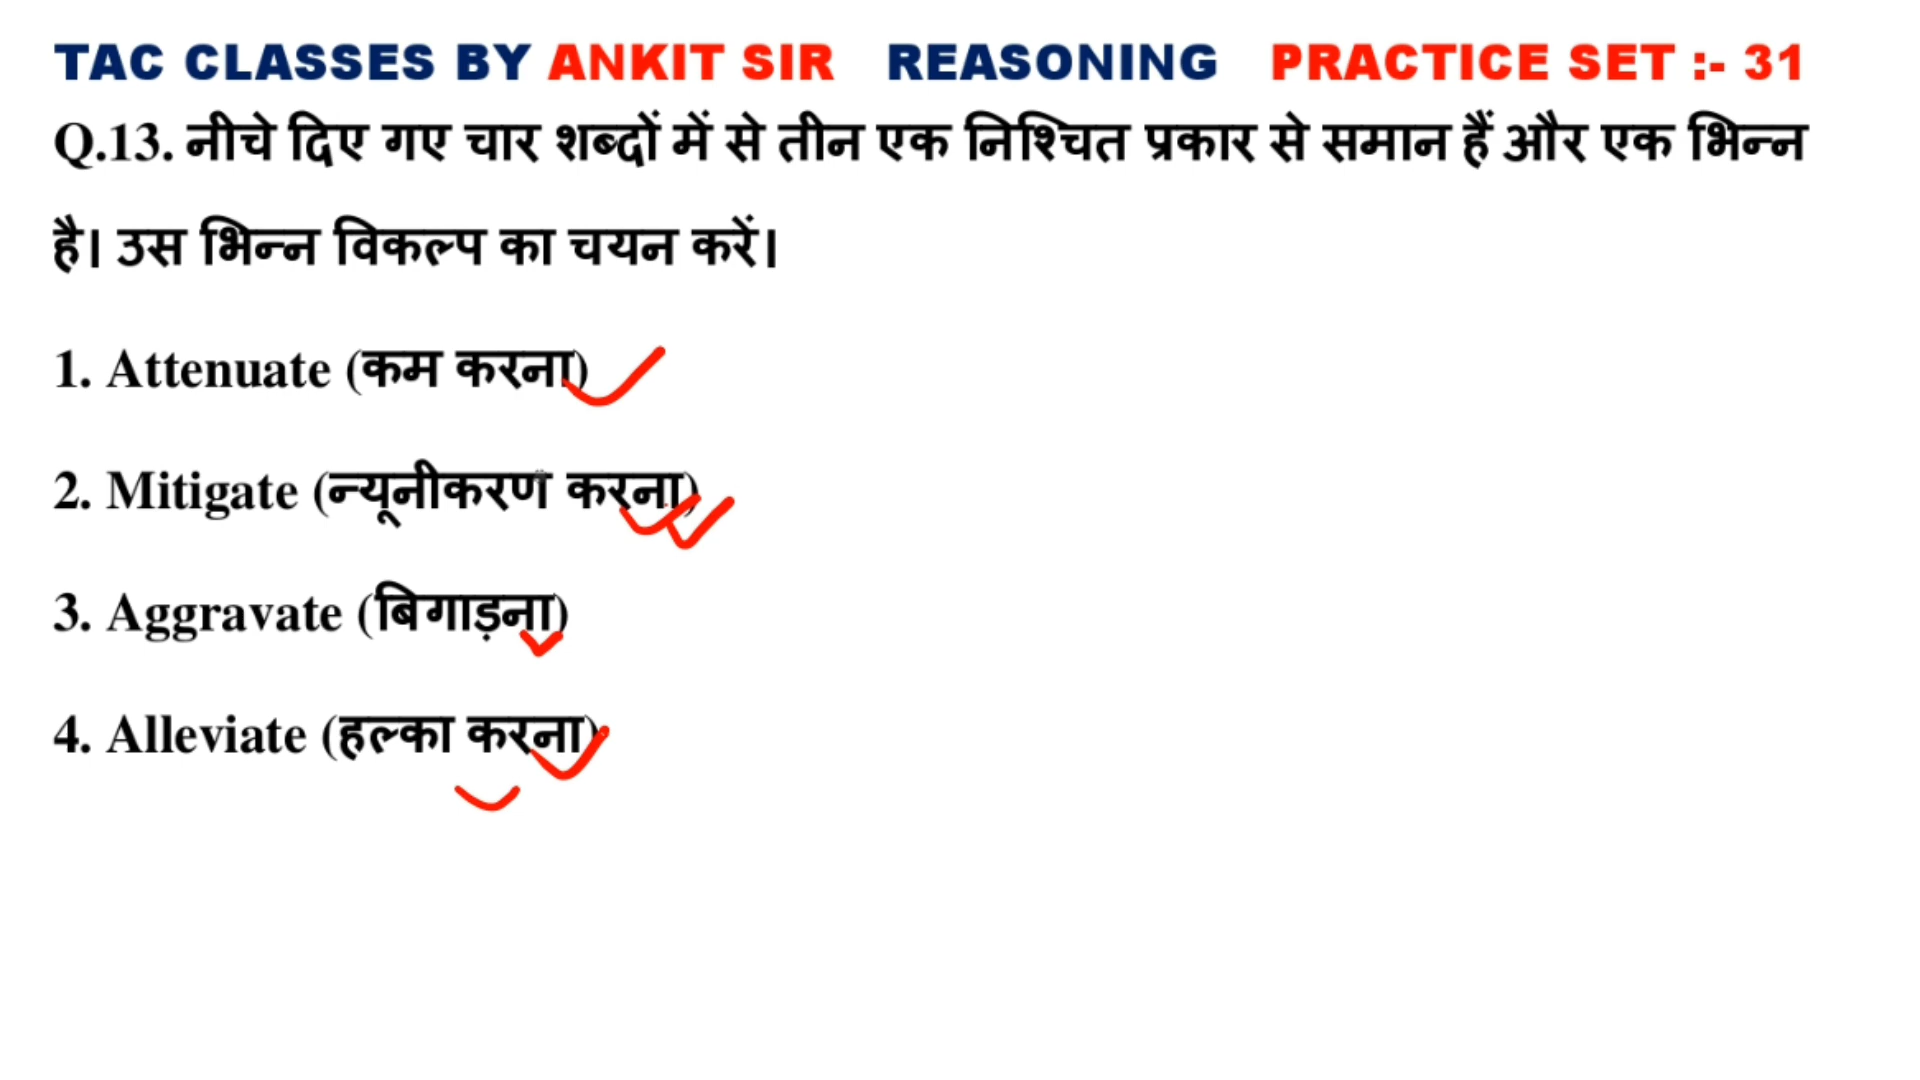 TAC CLASSES BY ANKIT SIR REASONING PRACTICE SET :- 31
Q.13. नीचे दिए गए चार शब्दों में से तीन एक निश्चित प्रकार से समान हैं और एक भिन्न
है। उस भिन्न विकल्प का चयन करें।
1. Attenuate (कम करना)
2. Mitigate (न्यूनीकरण करना)
3. Aggravate (बिगाड़ना)
4. Alleviate (हल्का करना)